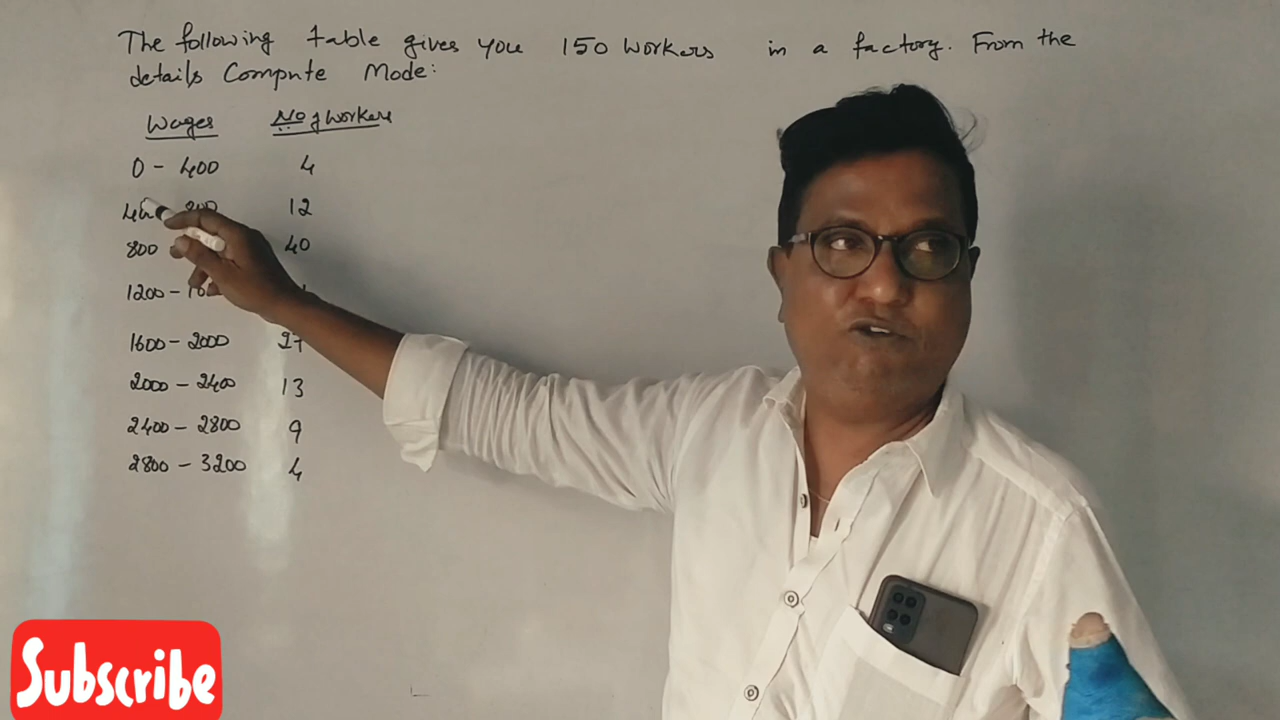 The following table gives you 150 workers in a factory. From the
details Compute Mode:
Wages No of workers
0 - 400 4
12
800 40
1200 -
1600 - 2000 27
2000 - 2400 13
2400 - 2800 9
2800 - 3200 4
Subscribe